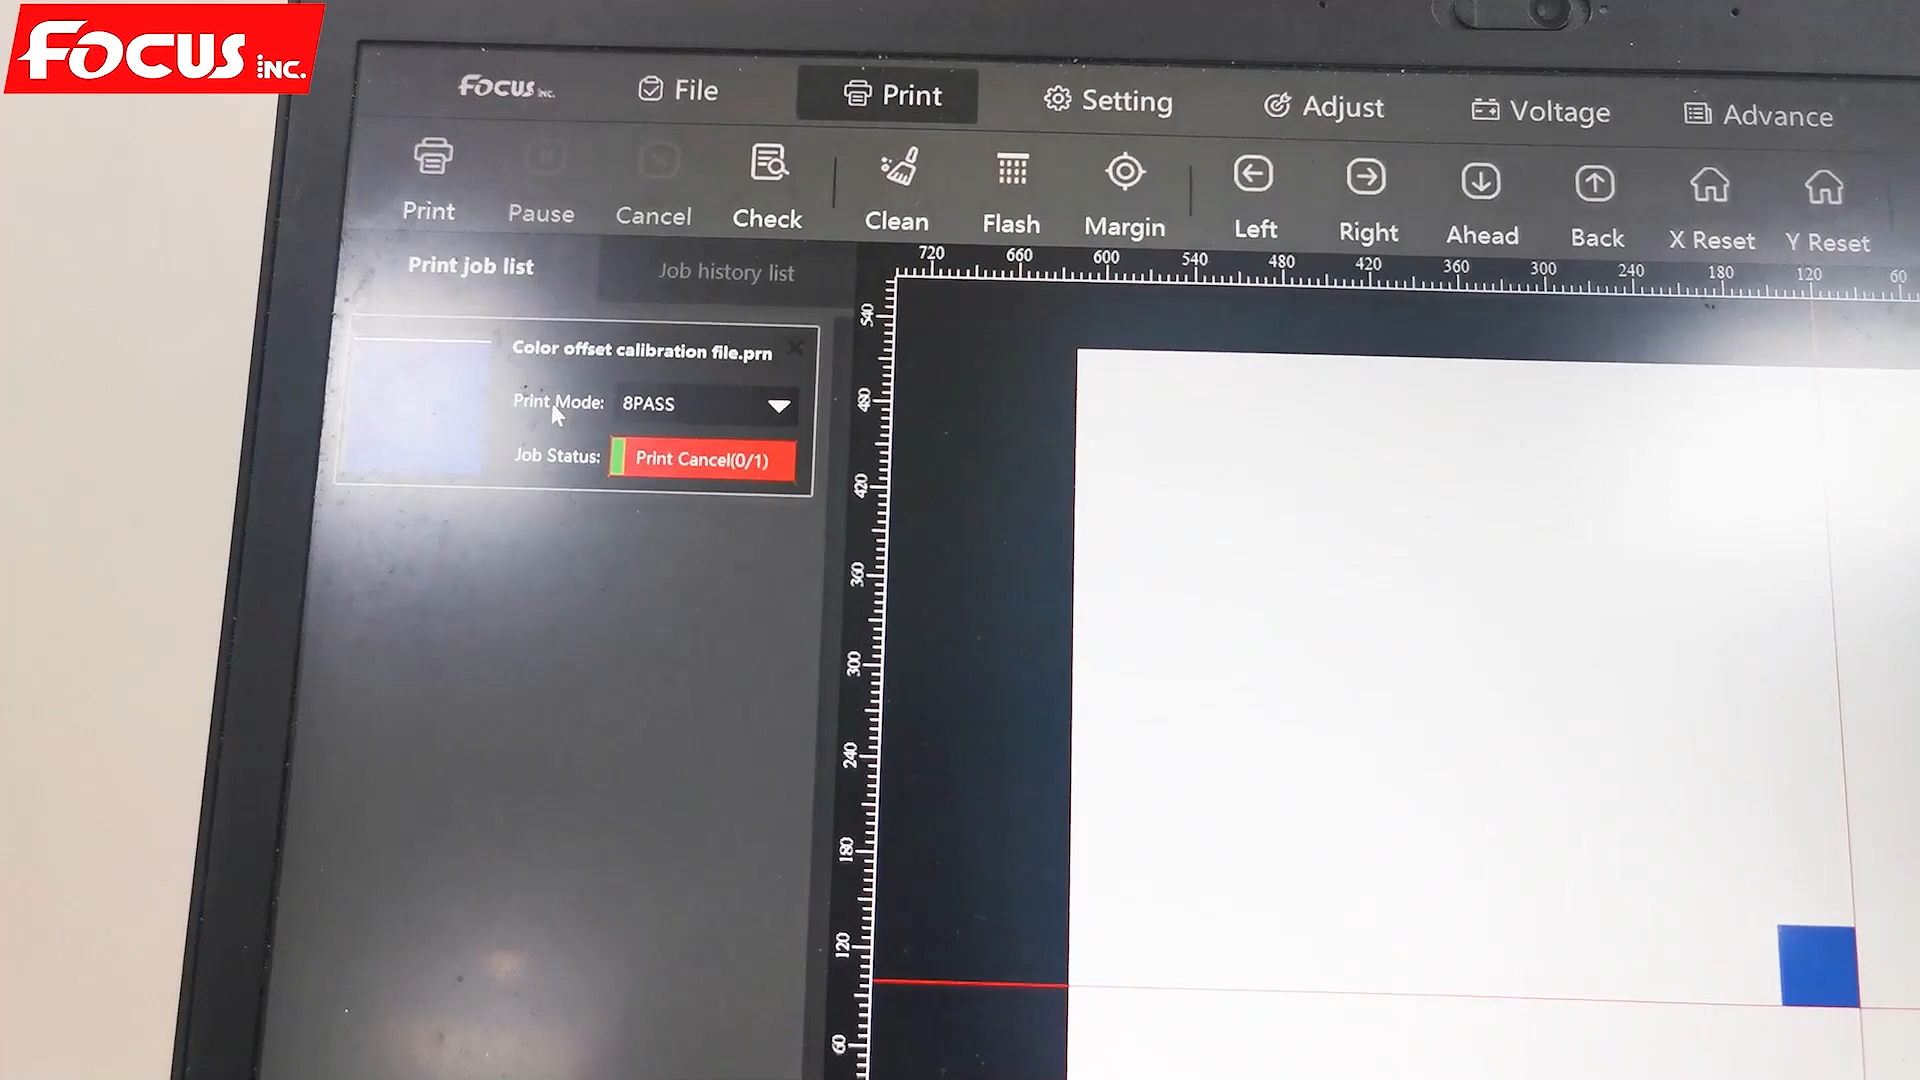 FOCUS INC.
FOCUS INC. File Print Setting Adjust Voltage Advance
Print Pause Cancel Check Clean Flash Margin Left Right Ahead Back X Reset Y Reset
Print job list Job history list
720 660 600 540 480 420 360 300 240 180 120 60
Color offset calibration file.prn
Print Mode: 8PASS
Job Status: Print Cancel(0/1)
540
480
420
360
300
240
180
120
60